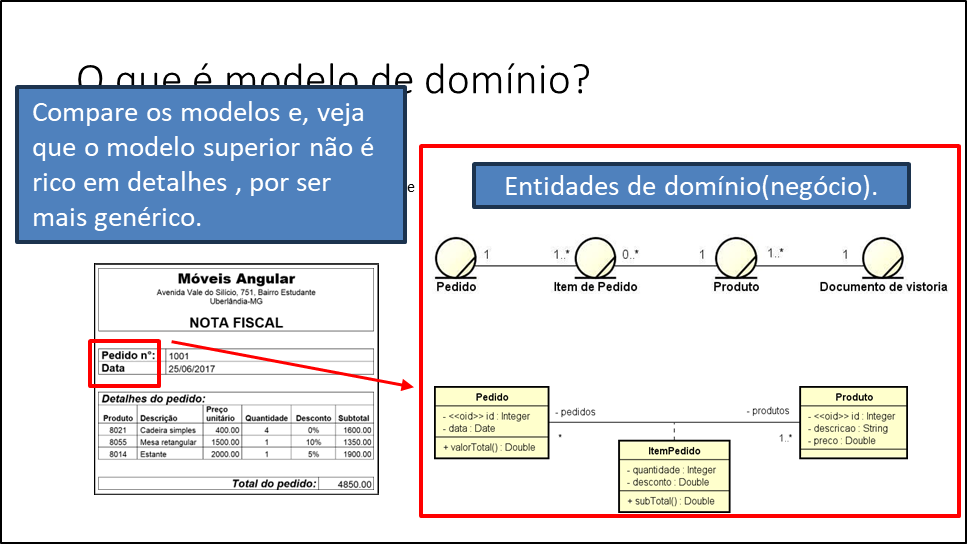 O que é modelo de domínio?
Compare os modelos e, veja
que o modelo superior não é
rico em detalhes , por ser
mais genérico.
e
Entidades de domínio(negócio).
1
1..*
0..*
1
1..*
1
Pedido
Item de Pedido
Produto
Documento de vistoria
Móveis Angular
Avenida Vale do Silício, 751, Bairro Estudante
Uberlândia-MG
NOTA FISCAL
Pedido n°: 1001
Data 25/06/2017
Detalhes do pedido:
Produto Descrição Preço unitário Quantidade Desconto Subtotal
8021 Cadeira simples 400.00 4 0% 1600.00
8055 Mesa retangular 1500.00 1 10% 1350.00
8014 Estante 2000.00 1 5% 1900.00
Total do pedido: 4850.00
Pedido
- <<oid>> id : Integer
- data : Date
+ valorTotal() : Double
- pedidos
*
- produtos
1..*
Produto
- <<oid>> id : Integer
- descricao : String
- preco : Double
ItemPedido
- quantidade : Integer
- desconto : Double
+ subTotal() : Double